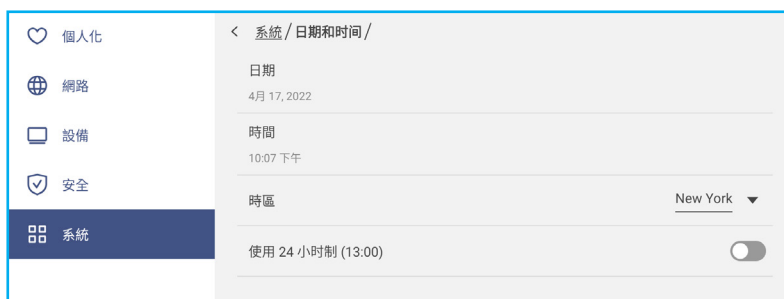 個人化
網路
設備
安全
系統
系統/日期和时间/
日期
4月 17, 2022
時間
10:07 下午
時區
New York
使用 24 小时制 (13:00)